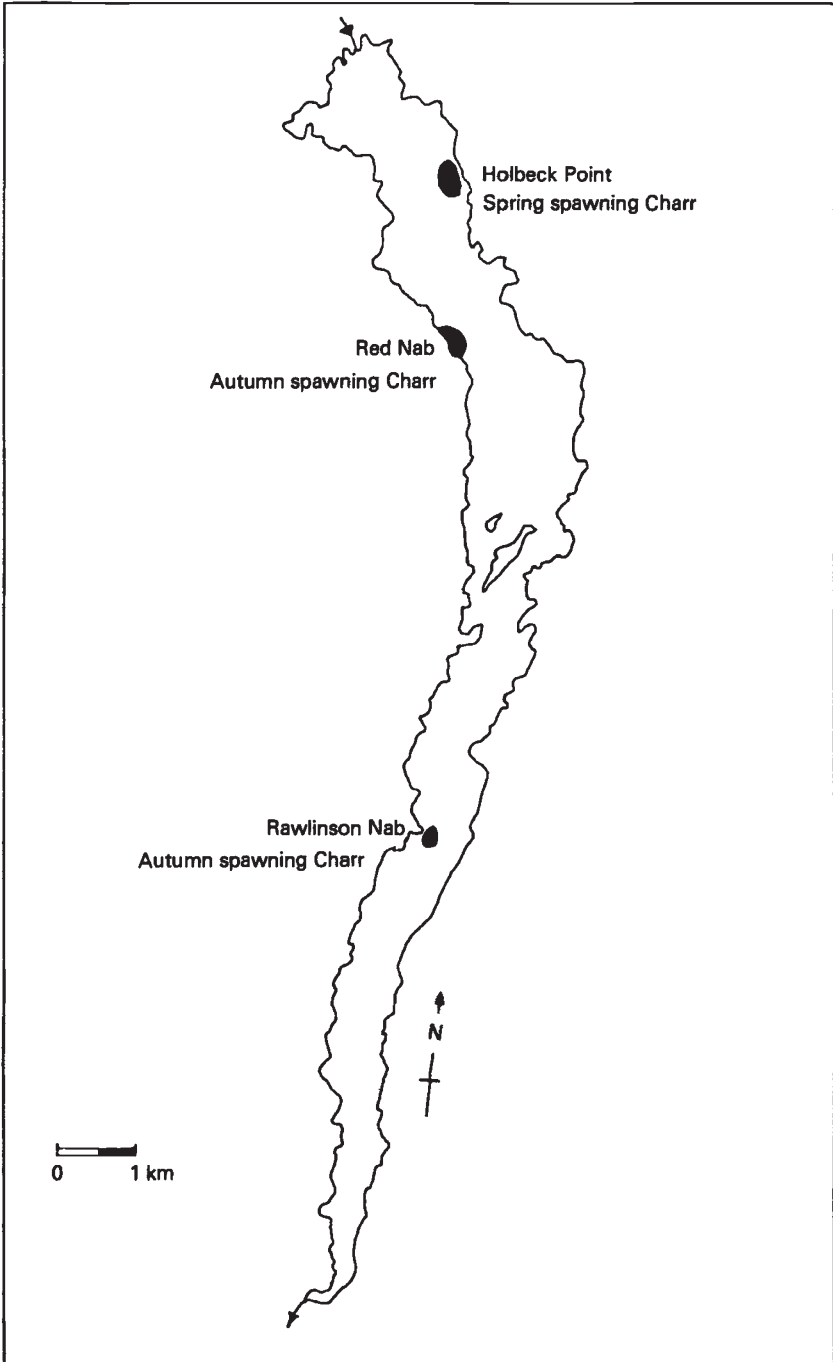 Holbeck Point
Spring spawning Charr
Red Nab
Autumn spawning Charr
Rawlinson Nab
Autumn spawning Charr
N
0 1 km